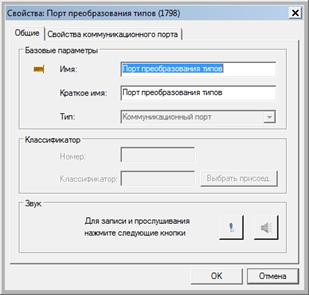 Свойства: Порт преобразования типов (1798)
Общие Свойства коммуникационного порта
Базовые параметры
Имя: Порт преобразования типов
Краткое имя: Порт преобразования типов
Тип: Коммуникационный порт
Классификатор
Номер:
Классификатор: Выбрать присоед.
Звук
Для записи и прослушивания
нажмите следующие кнопки
OK Отмена